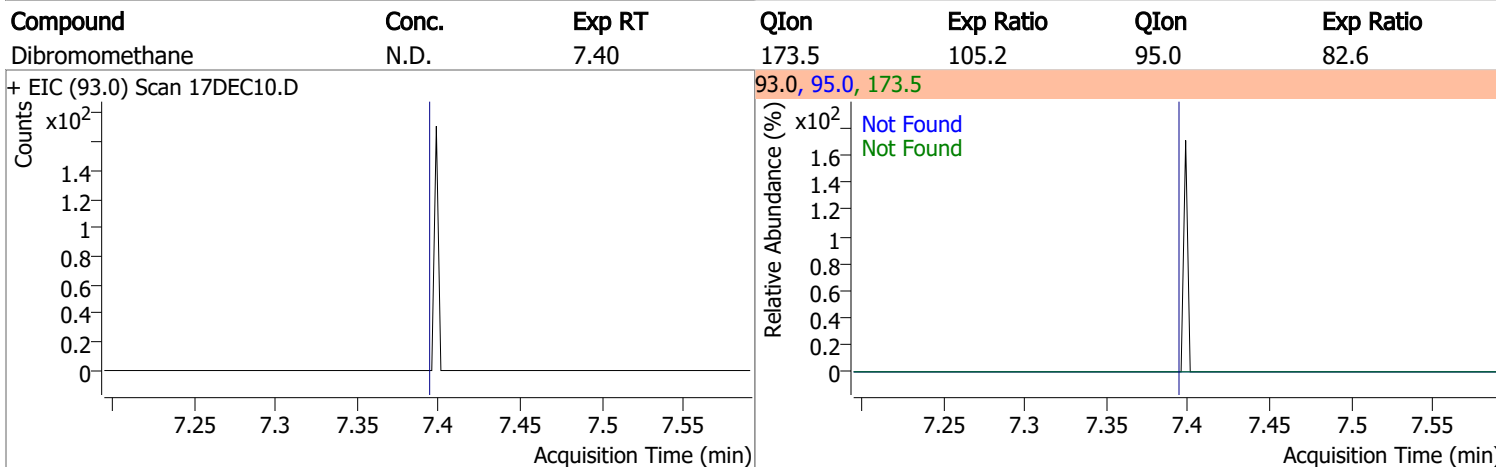 Compound Conc. Exp RT QIon Exp Ratio QIon Exp Ratio
Dibromomethane N.D. 7.40 173.5 105.2 95.0 82.6
+ EIC (93.0) Scan 17DEC10.D
Counts
x10²
1.4
1.2
1
0.8
0.6
0.4
0.2
0
7.25 7.3 7.35 7.4 7.45 7.5 7.55
Acquisition Time (min)
93.0, 95.0, 173.5
Relative Abundance (%)
x10²
Not Found
Not Found
1.6
1.4
1.2
1
0.8
0.6
0.4
0.2
0
7.25 7.3 7.35 7.4 7.45 7.5 7.55
Acquisition Time (min)